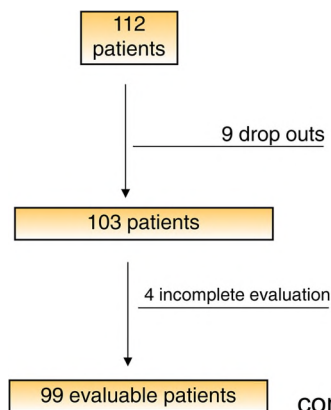 112
patients
9 drop outs
103 patients
4 incomplete evaluation
99 evaluable patients